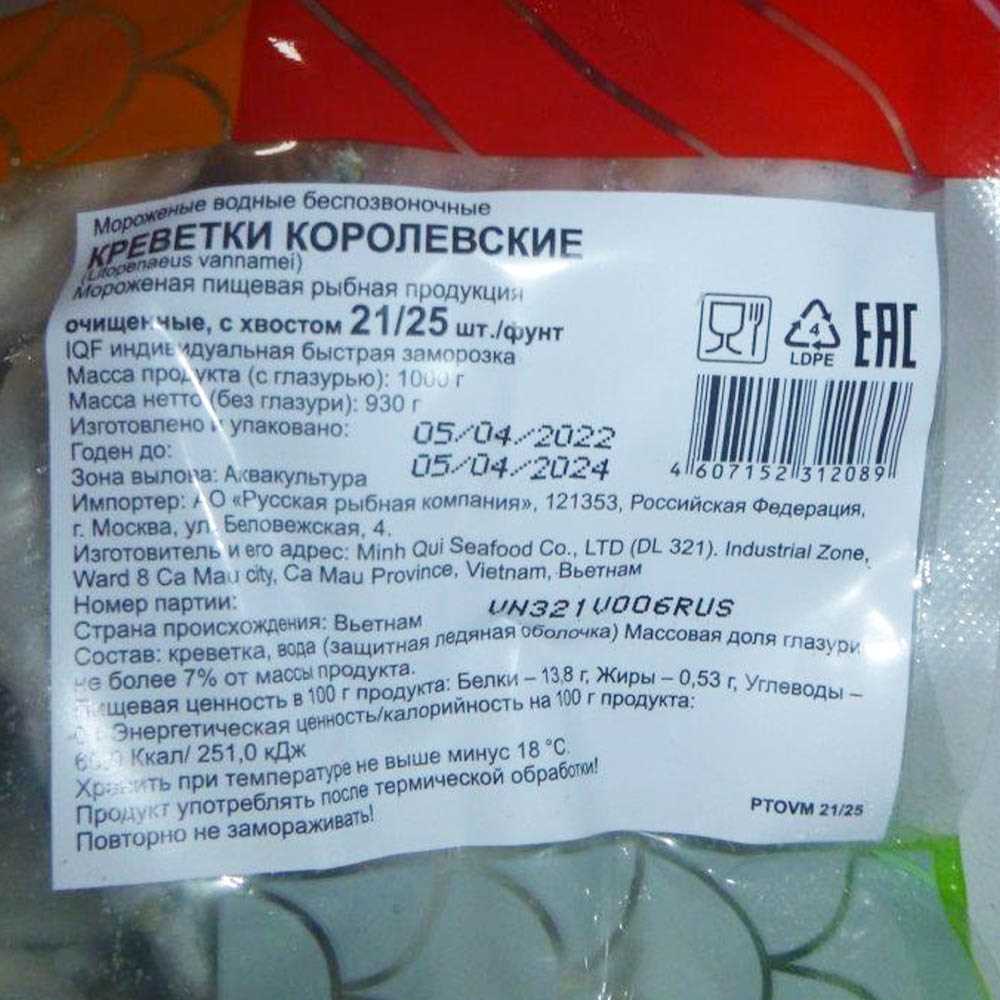 Мороженые водные беспозвоночные
КРЕВЕТКИ КОРОЛЕВСКИЕ
(Litopenaeus vannamei)
Мороженая пищевая рыбная продукция
очищенные, с хвостом 21/25 шт./фунт
IQF индивидуальная быстрая заморозка
Масса продукта (с глазурью): 1000 г
Масса нетто (без глазури): 930 г
Изготовлено и упаковано: 05/04/2022
Годен до: 05/04/2024
Зона вылова: Аквакультура
4 LDPE EAC
4 607152 312089
Импортер: АО «Русская рыбная компания», 121353, Российская Федерация,
г. Москва, ул. Беловежская, 4.
Изготовитель и его адрес: Minh Qui Seafood Co., LTD (DL 321). Industrial Zone,
Ward 8 Ca Mau city, Ca Mau Province, Vietnam, Вьетнам
Номер партии: VN321V006RUS
Страна происхождения: Вьетнам
Состав: креветка, вода (защитная ледяная оболочка) Массовая доля глазури
не более 7% от массы продукта.
Пищевая ценность в 100 г продукта: Белки – 13,8 г, Жиры – 0,53 г, Углеводы –
Энергетическая ценность/калорийность на 100 г продукта:
Ккал/ 251,0 кДж
Хранить при температуре не выше минус 18 °С.
Продукт употреблять после термической обработки!
Повторно не замораживать!
PTOVM 21/25